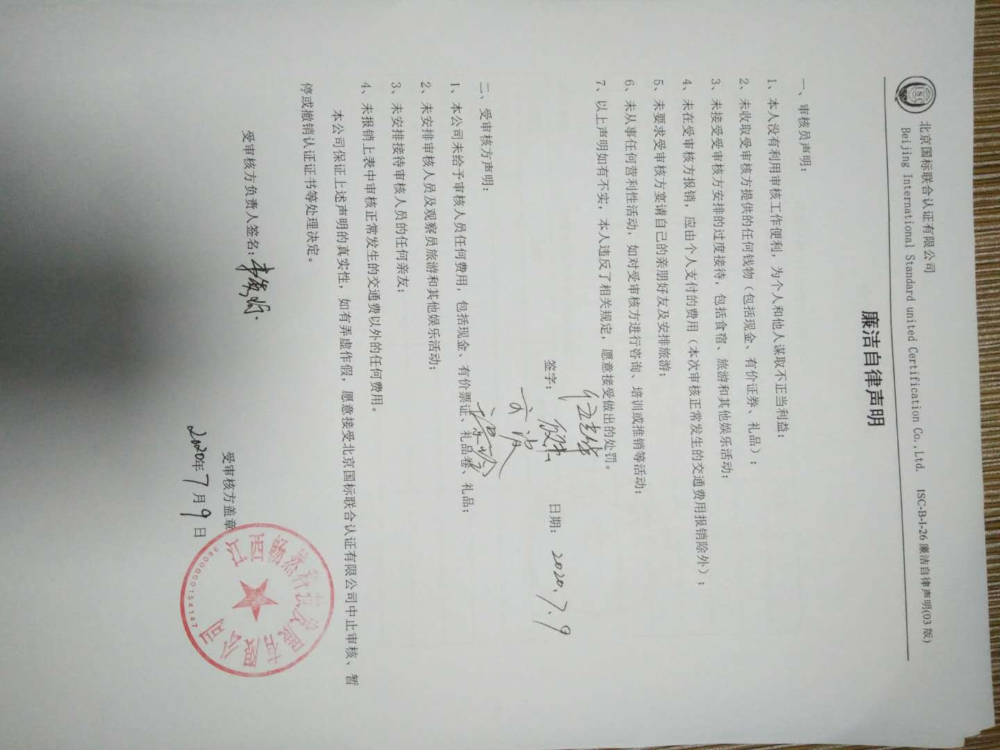 北京国标联合认证有限公司
Beijing International Standard united Certification Co.,Ltd. ISC-B-I-26 廉洁自律声明(03 版)
廉洁自律声明
一、审核员声明：
1、本人没有利用审核工作便利，为个人和他人谋取不正当利益；
2、未收取受审核方提供的任何钱物（包括现金、有价证券、礼品）；
3、未接受受审核方安排的过度接待，包括食宿、旅游和其他娱乐活动；
4、未在受审核方报销，应由个人支付的费用（本次审核正常发生的交通费用报销除外）；
5、未要求受审核方宴请自己的亲朋好友及安排旅游；
6、未从事任何营利性活动，如对受审核方进行咨询、培训或推销等活动；
7、以上声明如有不实，本人违反了相关规定，愿意接受做出的处罚。
签字： 日期：2020.7.9
二、受审核方声明：
1、本公司未给予审核人员任何费用，包括现金、有价票证、礼品卷、礼品；
2、未安排审核人员及观察员旅游和其他娱乐活动；
3、未安排接待审核人员的任何亲友；
4、未报销上表中审核正常发生的交通费以外的任何费用。
本公司保证上述声明的真实性，如有弄虚作假，愿意接受北京国标联合认证有限公司中止审核、暂
停或撤销认证证书等处理决定。
受审核方负责人签名：
受审核方盖章
2020年7月9日
江西畅然科技发展有限公司
3600000154147